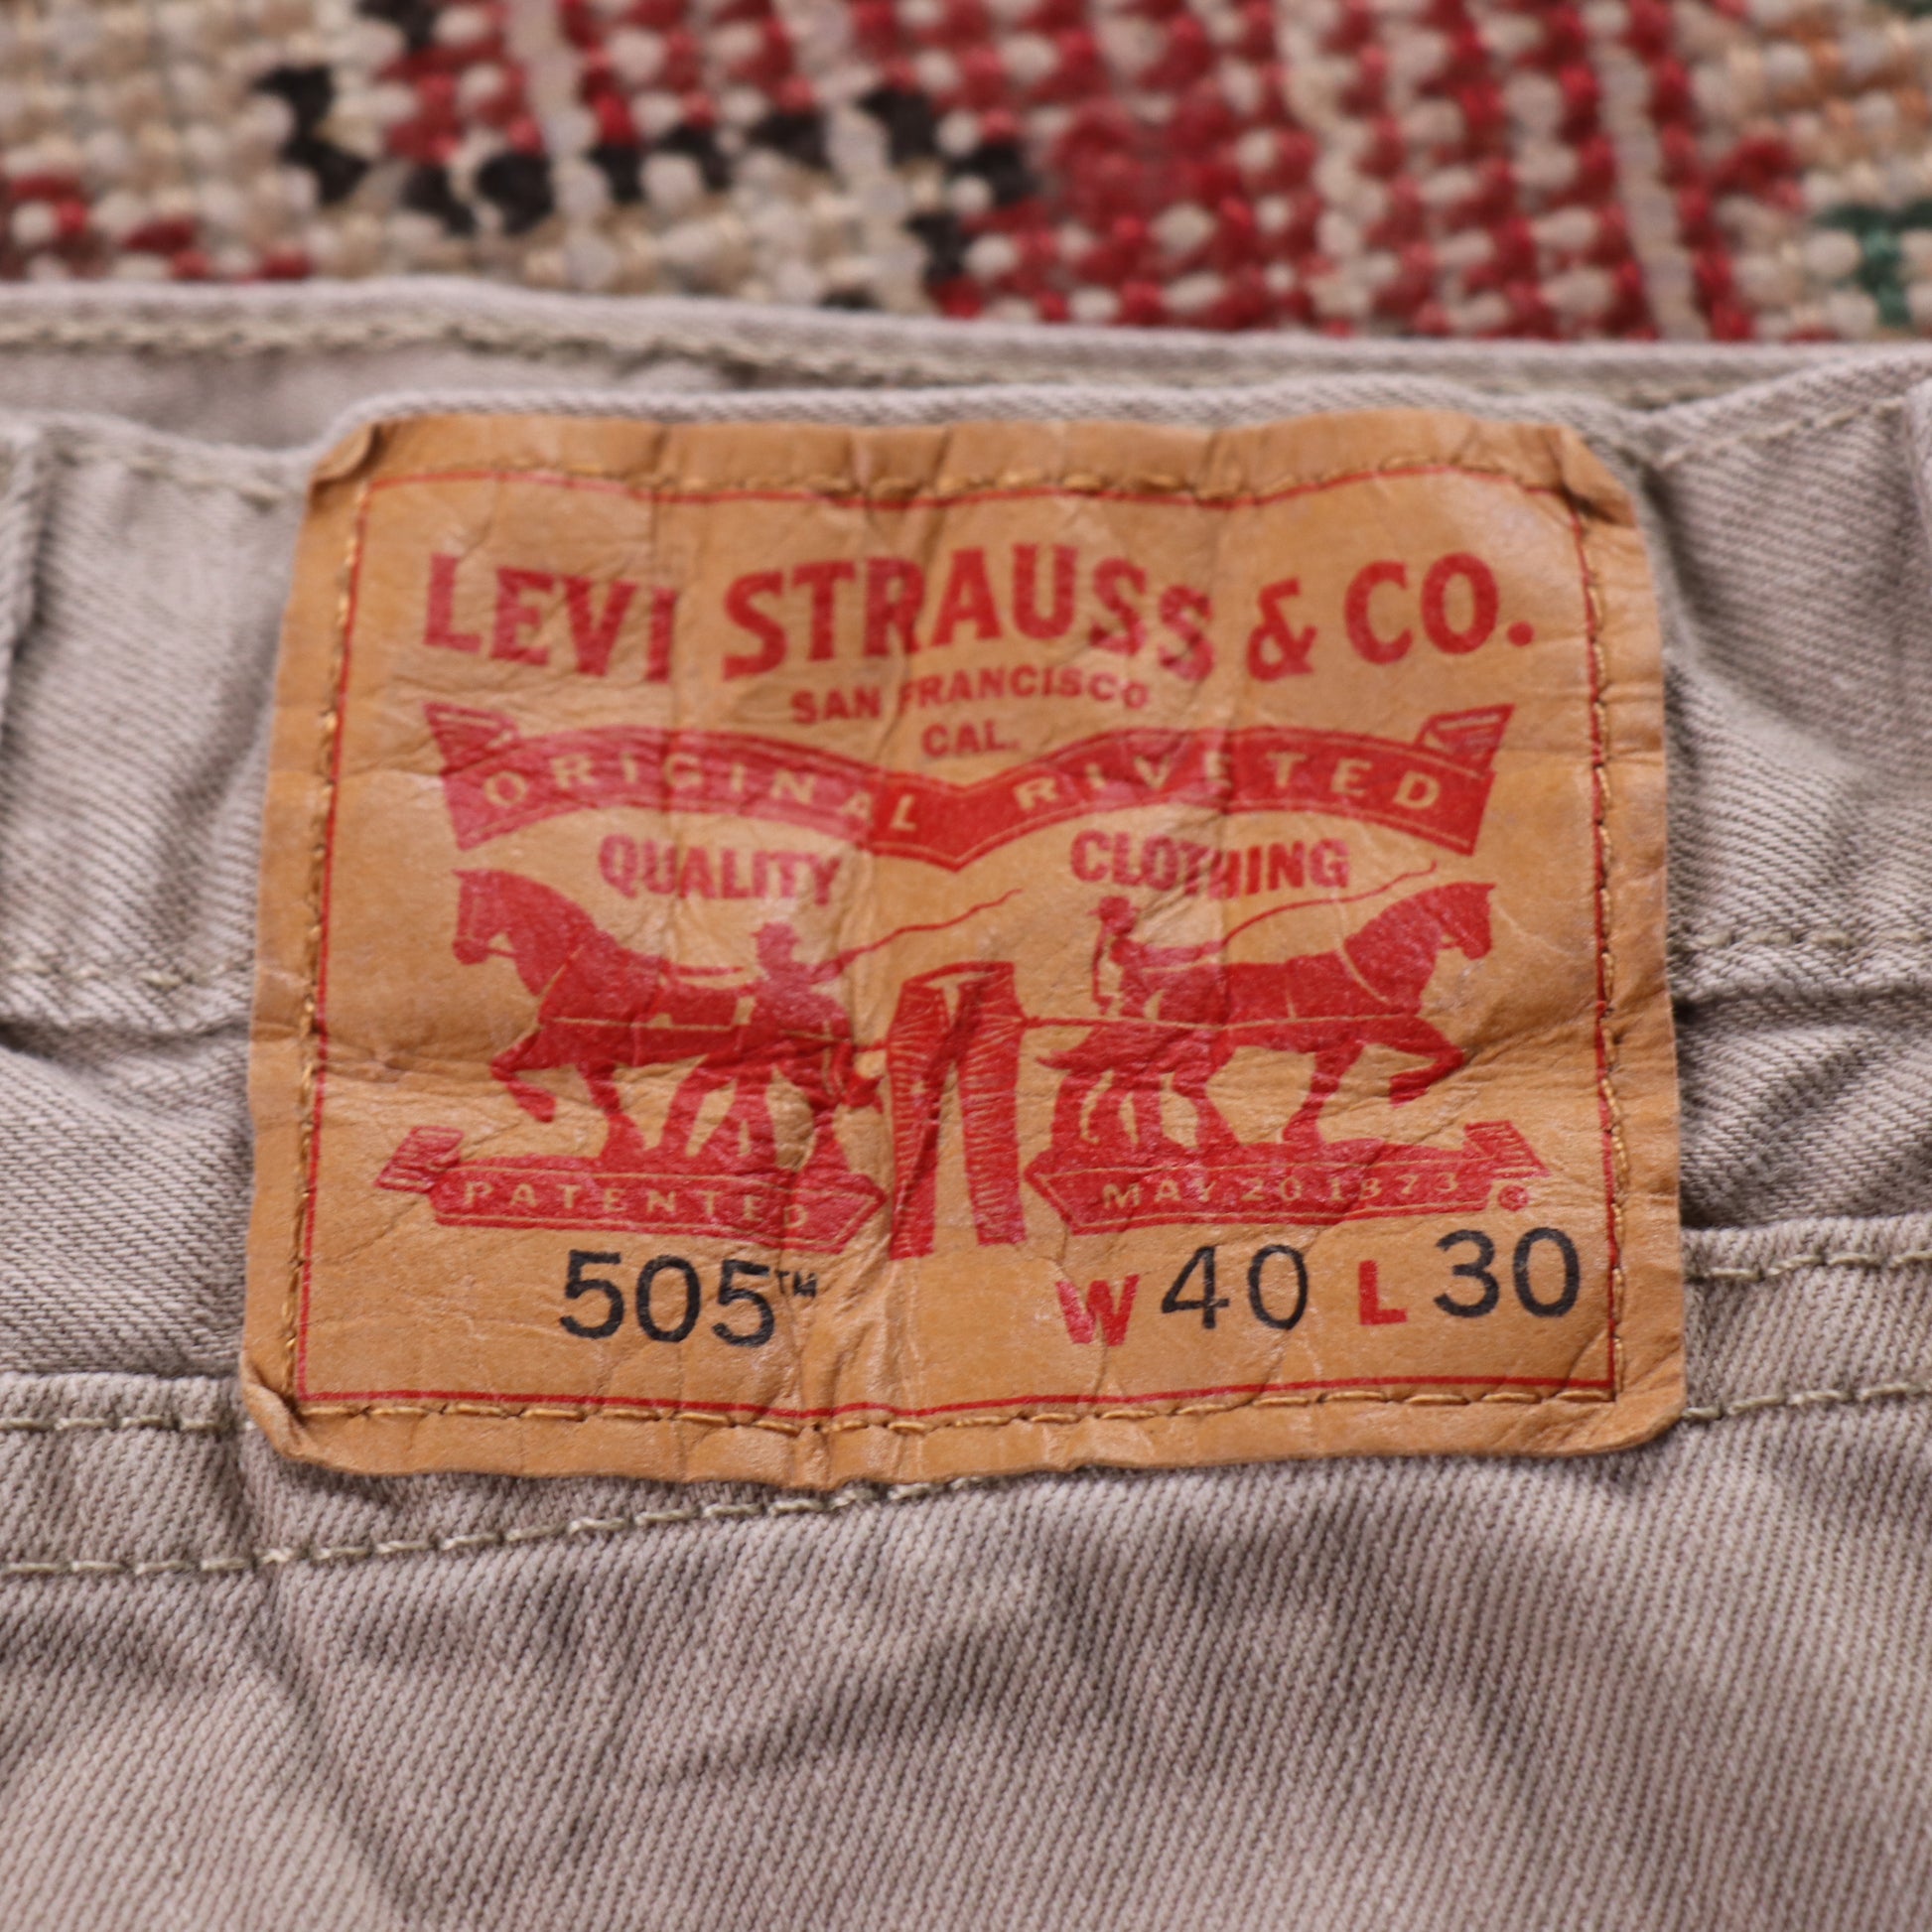 LEVI STRAUSS & CO.
SAN FRANCISCO
CAL.
ORIGINAL RIVETED
QUALITY CLOTHING
PATENTED MAY 20 1873 ®
505™ W 40 L 30